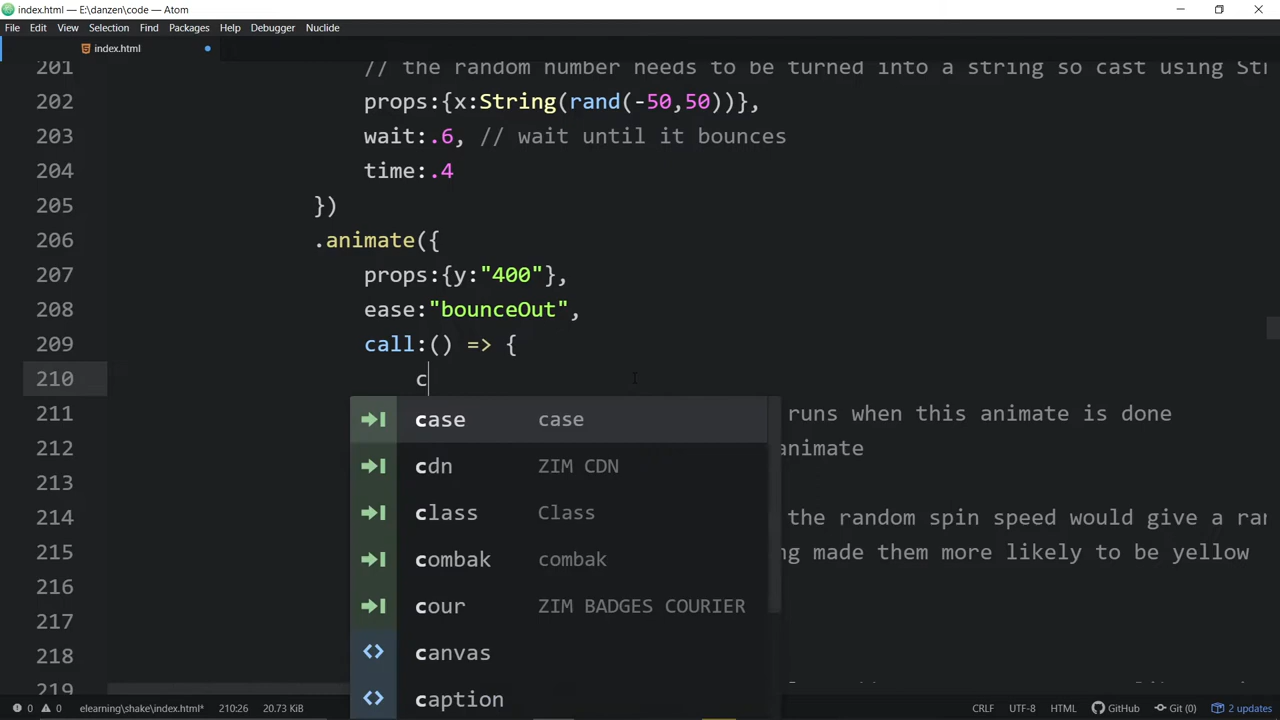 index.html — E:\danzen\code — Atom
File Edit View Selection Find Packages Help Debugger Nuclide
index.html
201 // the random number needs to be turned into a string so cast using Str
202 props:{x:String(rand(-50,50))},
203 wait:.6, // wait until it bounces
204 time:.4
205 })
206 .animate({
207 props:{y:"400"},
208 ease:"bounceOut",
209 call:() => {
210 c
211 runs when this animate is done
212 animate
213
214 the random spin speed would give a ran
215 ng made them more likely to be yellow
216
217
218
219
case case
cdn ZIM CDN
class Class
combak combak
cour ZIM BADGES COURIER
canvas
caption
0 0 elearning\shake\index.html* 210:26 20.73 KiB CRLF UTF-8 HTML GitHub Git (0) 2 updates